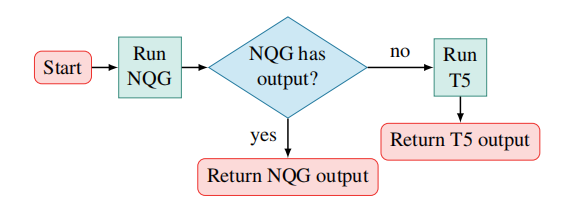 Start
Run
NQG
NQG has
output?
no
Run
T5
yes
Return T5 output
Return NQG output